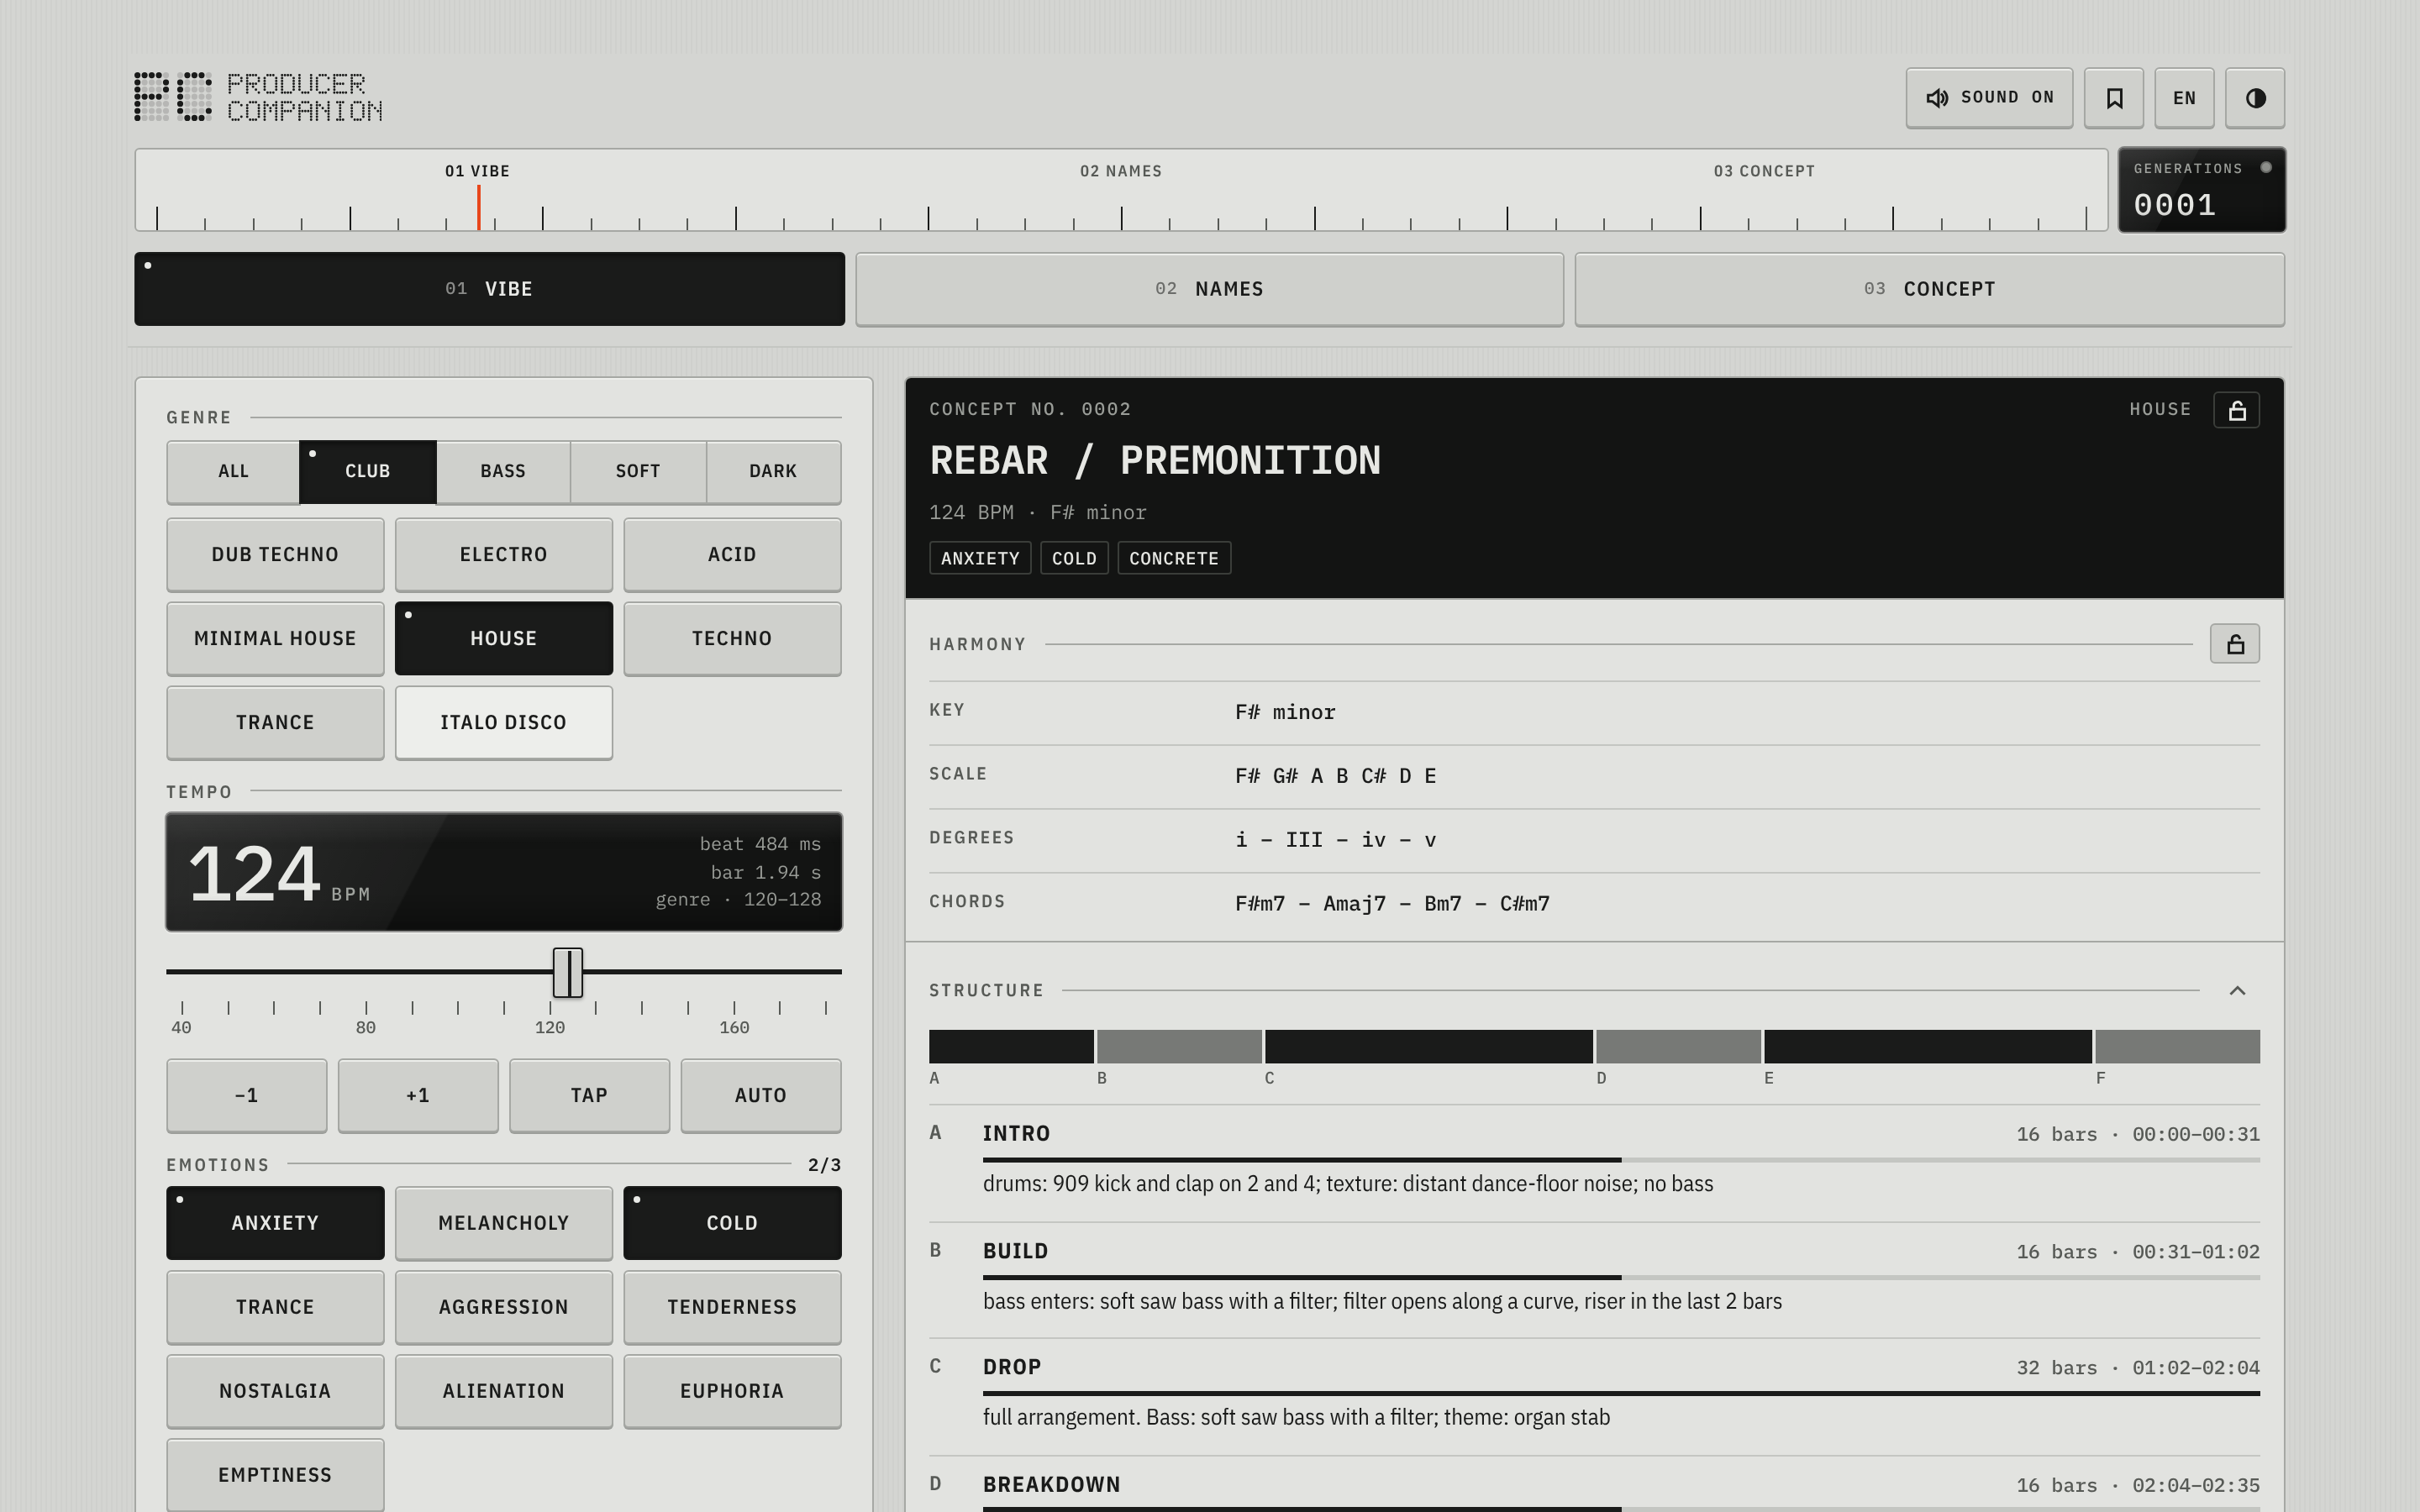 PC PRODUCER
COMPANION
SOUND ON
EN
01 VIBE
02 NAMES
03 CONCEPT
GENERATIONS
0001
01 VIBE
02 NAMES
03 CONCEPT
GENRE
ALL
CLUB
BASS
SOFT
DARK
DUB TECHNO
ELECTRO
ACID
MINIMAL HOUSE
HOUSE
TECHNO
TRANCE
ITALO DISCO
TEMPO
124 BPM
beat 484 ms
bar 1.94 s
genre · 120–128
40
80
120
160
−1
+1
TAP
AUTO
EMOTIONS
2/3
ANXIETY
MELANCHOLY
COLD
TRANCE
AGGRESSION
TENDERNESS
NOSTALGIA
ALIENATION
EUPHORIA
EMPTINESS
CONCEPT NO. 0002
HOUSE
REBAR / PREMONITION
124 BPM · F# minor
ANXIETY
COLD
CONCRETE
HARMONY
KEY
F# minor
SCALE
F# G# A B C# D E
DEGREES
i – III – iv – v
CHORDS
F#m7 – Amaj7 – Bm7 – C#m7
STRUCTURE
A
B
C
D
E
F
A INTRO
16 bars · 00:00–00:31
drums: 909 kick and clap on 2 and 4; texture: distant dance-floor noise; no bass
B BUILD
16 bars · 00:31–01:02
bass enters: soft saw bass with a filter; filter opens along a curve, riser in the last 2 bars
C DROP
32 bars · 01:02–02:04
full arrangement. Bass: soft saw bass with a filter; theme: organ stab
D BREAKDOWN
16 bars · 02:04–02:35